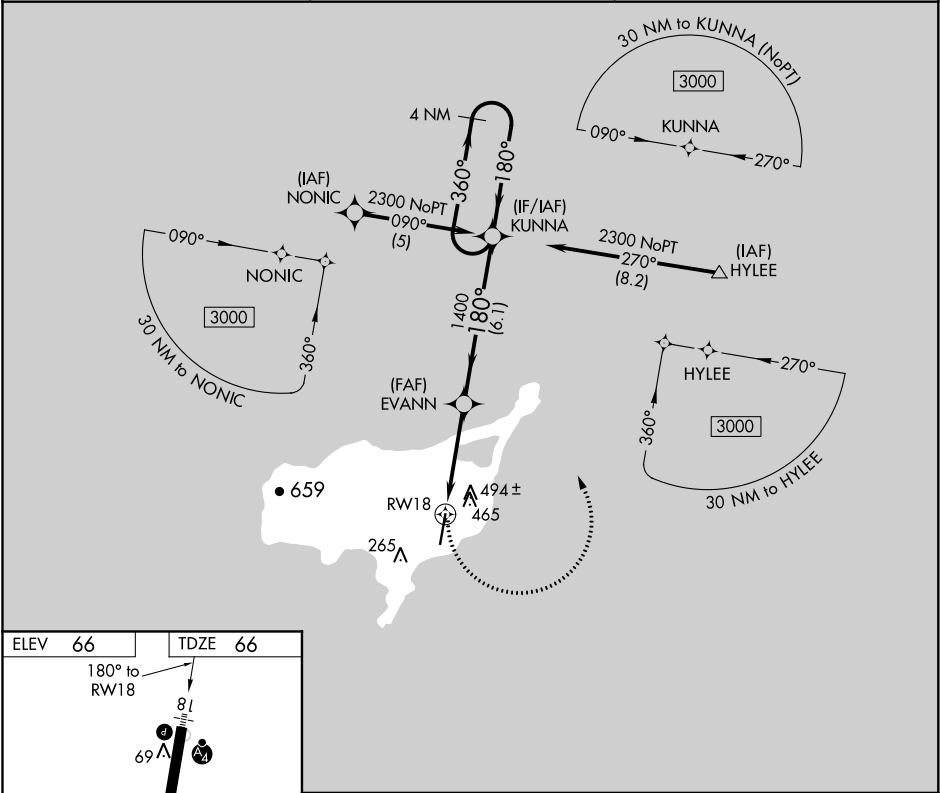 30 NM to KUNNA (NoPT)
3000
KUNNA
090°
270°
4 NM
360°
180°
(IAF)
NONIC
2300 NoPT
090°
(5)
(IF/IAF)
KUNNA
2300 NoPT
270°
(8.2)
(IAF)
HYLEE
090°
NONIC
3000
360°
30 NM to NONIC
1400
180°
(6.1)
270°
HYLEE
3000
360°
30 NM to HYLEE
(FAF)
EVANN
659
RW18
494±
465
265
ELEV 66
TDZE 66
180° to
RW18
18
P
69
A4